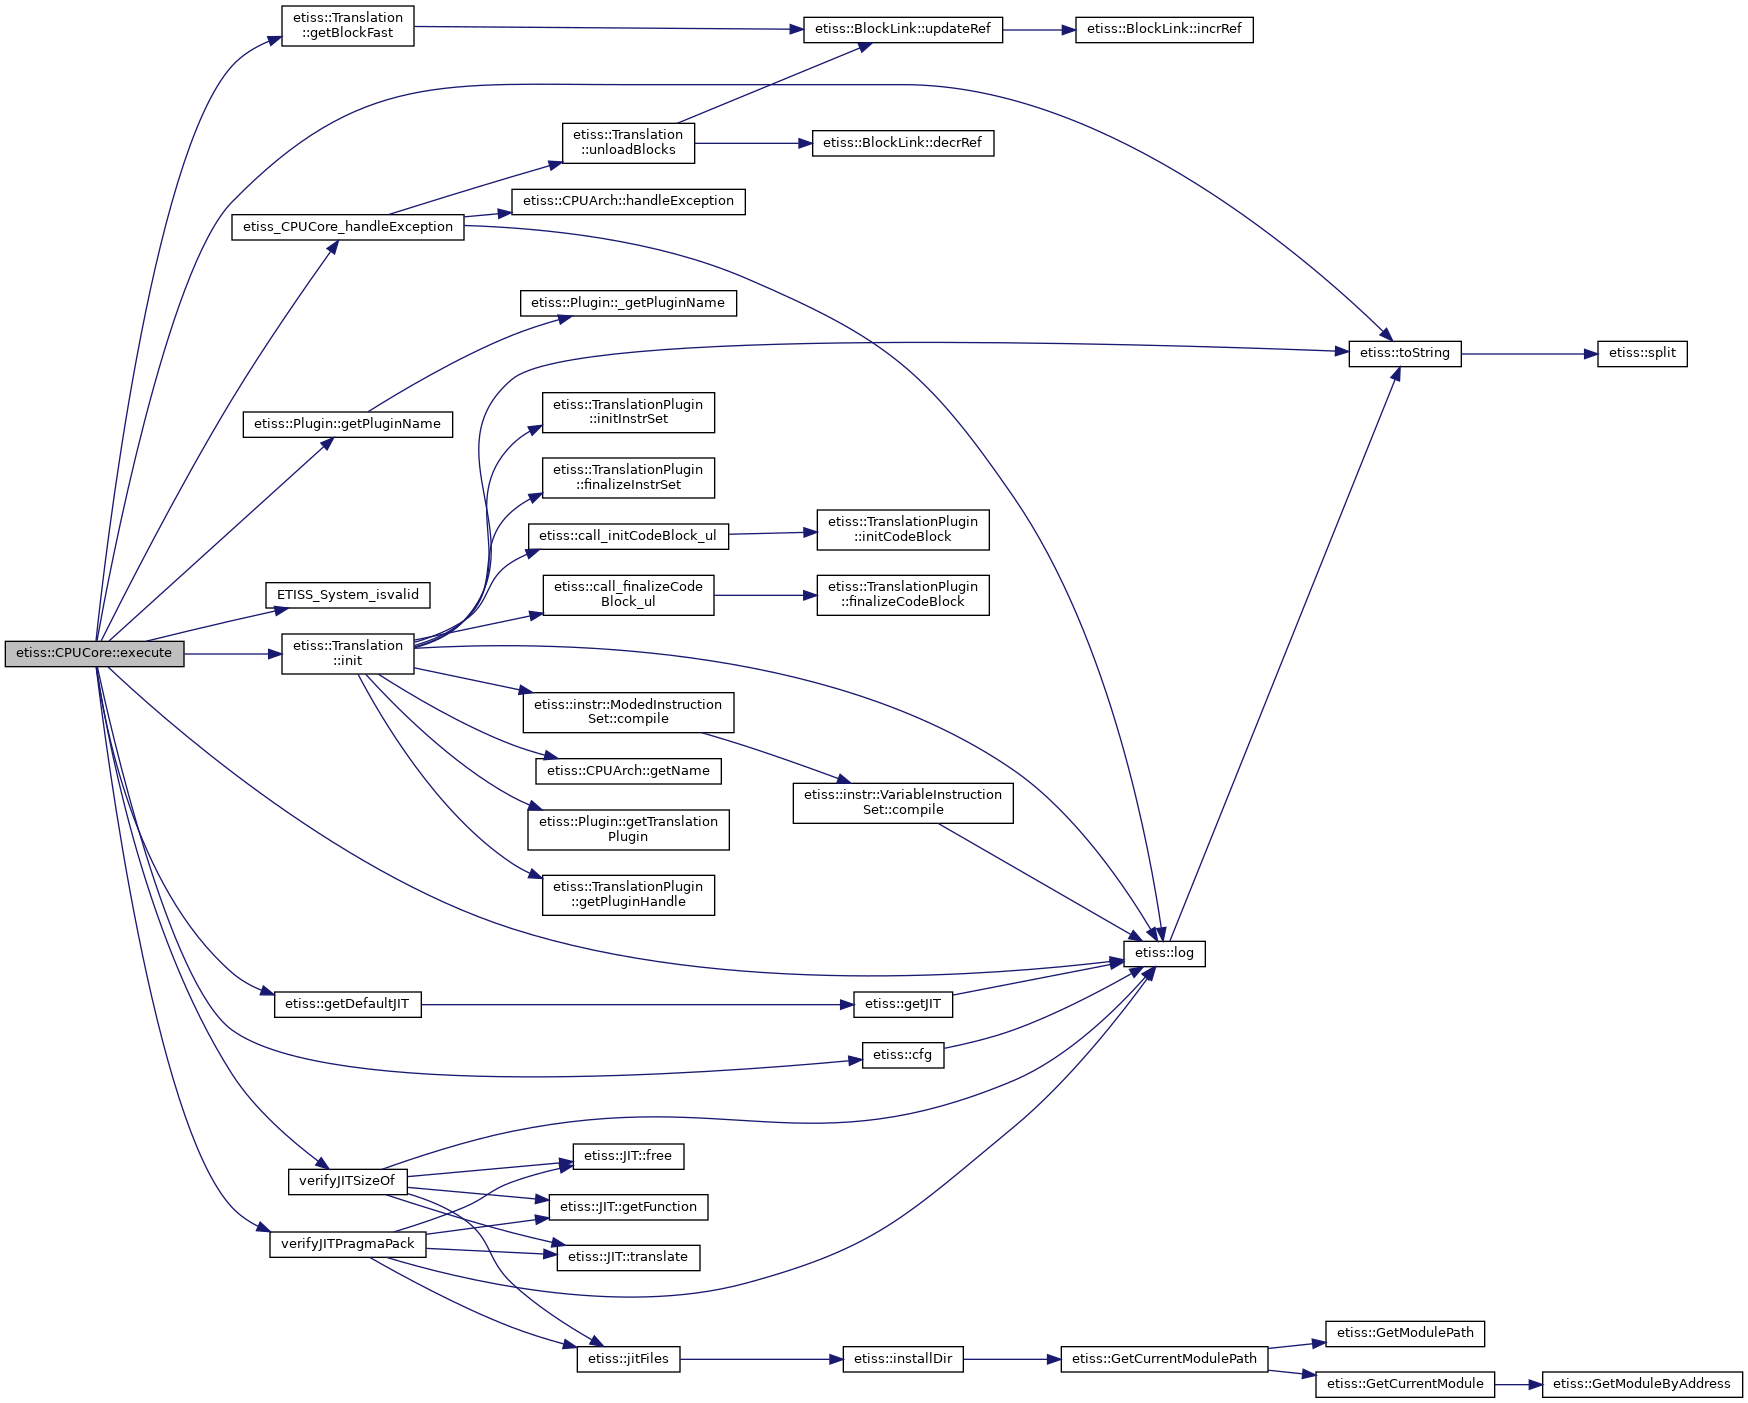 etiss::Translation
::getBlockFast
etiss::BlockLink::updateRef
etiss::BlockLink::incrRef
etiss::Translation
::unloadBlocks
etiss::BlockLink::decrRef
etiss::CPUArch::handleException
etiss_CPUCore_handleException
etiss::Plugin::_getPluginName
etiss::toString
etiss::split
etiss::TranslationPlugin
::initInstrSet
etiss::Plugin::getPluginName
etiss::TranslationPlugin
::finalizeInstrSet
etiss::call_initCodeBlock_ul
etiss::TranslationPlugin
::initCodeBlock
etiss::call_finalizeCode
Block_ul
etiss::TranslationPlugin
::finalizeCodeBlock
ETISS_System_isvalid
etiss::CPUCore::execute
etiss::Translation
::init
etiss::instr::ModedInstruction
Set::compile
etiss::CPUArch::getName
etiss::instr::VariableInstruction
Set::compile
etiss::Plugin::getTranslation
Plugin
etiss::TranslationPlugin
::getPluginHandle
etiss::log
etiss::getDefaultJIT
etiss::getJIT
etiss::cfg
etiss::JIT::free
verifyJITSizeOf
etiss::JIT::getFunction
verifyJITPragmaPack
etiss::JIT::translate
etiss::GetModulePath
etiss::jitFiles
etiss::installDir
etiss::GetCurrentModulePath
etiss::GetCurrentModule
etiss::GetModuleByAddress